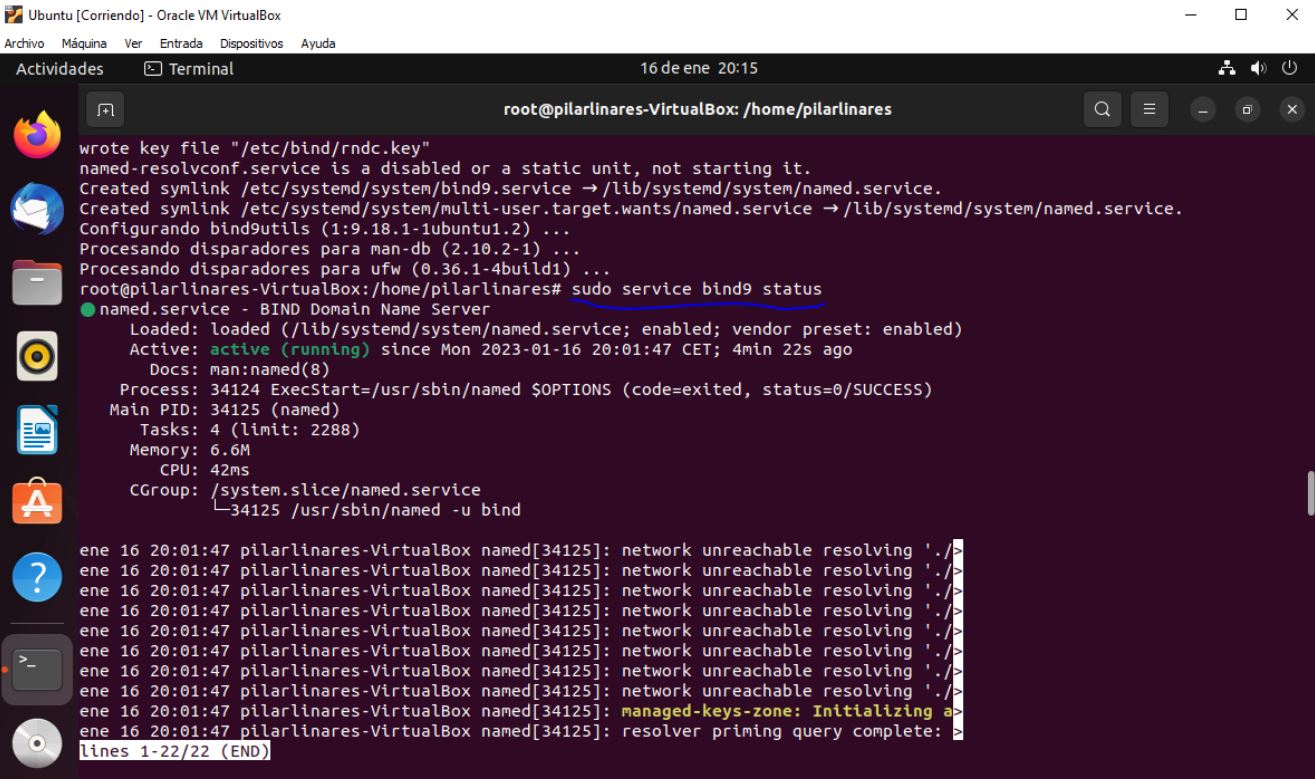 Ubuntu [Corriendo] - Oracle VM VirtualBox
Archivo Máquina Ver Entrada Dispositivos Ayuda
Actividades Terminal 16 de ene 20:15
root@pilarlinares-VirtualBox: /home/pilarlinares
wrote key file "/etc/bind/rndc.key"
named-resolvconf.service is a disabled or a static unit, not starting it.
Created symlink /etc/systemd/system/bind9.service → /lib/systemd/system/named.service.
Created symlink /etc/systemd/system/multi-user.target.wants/named.service → /lib/systemd/system/named.service.
Configurando bind9utils (1:9.18.1-1ubuntu1.2) ...
Procesando disparadores para man-db (2.10.2-1) ...
Procesando disparadores para ufw (0.36.1-4build1) ...
root@pilarlinares-VirtualBox:/home/pilarlinares# sudo service bind9 status
● named.service - BIND Domain Name Server
Loaded: loaded (/lib/systemd/system/named.service; enabled; vendor preset: enabled)
Active: active (running) since Mon 2023-01-16 20:01:47 CET; 4min 22s ago
Docs: man:named(8)
Process: 34124 ExecStart=/usr/sbin/named $OPTIONS (code=exited, status=0/SUCCESS)
Main PID: 34125 (named)
Tasks: 4 (limit: 2288)
Memory: 6.6M
CPU: 42ms
CGroup: /system.slice/named.service
└─34125 /usr/sbin/named -u bind
ene 16 20:01:47 pilarlinares-VirtualBox named[34125]: network unreachable resolving './>
ene 16 20:01:47 pilarlinares-VirtualBox named[34125]: network unreachable resolving './>
ene 16 20:01:47 pilarlinares-VirtualBox named[34125]: network unreachable resolving './>
ene 16 20:01:47 pilarlinares-VirtualBox named[34125]: network unreachable resolving './>
ene 16 20:01:47 pilarlinares-VirtualBox named[34125]: network unreachable resolving './>
ene 16 20:01:47 pilarlinares-VirtualBox named[34125]: network unreachable resolving './>
ene 16 20:01:47 pilarlinares-VirtualBox named[34125]: network unreachable resolving './>
ene 16 20:01:47 pilarlinares-VirtualBox named[34125]: network unreachable resolving './>
ene 16 20:01:47 pilarlinares-VirtualBox named[34125]: managed-keys-zone: Initializing a>
ene 16 20:01:47 pilarlinares-VirtualBox named[34125]: resolver priming query complete: >
lines 1-22/22 (END)